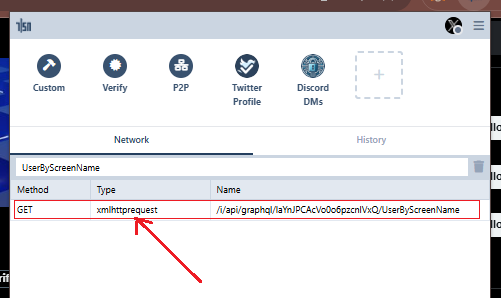 TLSN
Custom
Verify
P2P
Twitter
Profile
Discord
DMs
Network
History
UserByScreenName
Method
Type
Name
GET
xmlhttprequest
/i/api/graphql/laYnJPCAcVo0o6pzcnlVxQ/UserByScreenName